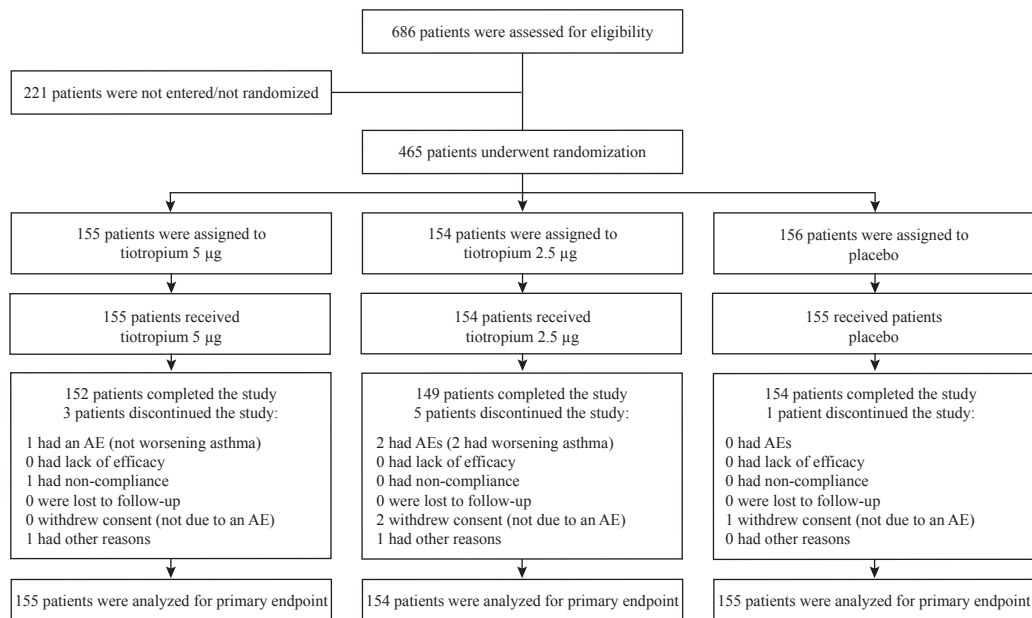 686 patients were assessed for eligibility
221 patients were not entered/not randomized
465 patients underwent randomization
155 patients were assigned to
tiotropium 5 µg
154 patients were assigned to
tiotropium 2.5 µg
156 patients were assigned to
placebo
155 patients received
tiotropium 5 µg
154 patients received
tiotropium 2.5 µg
155 received patients
placebo
152 patients completed the study
3 patients discontinued the study:
1 had an AE (not worsening asthma)
0 had lack of efficacy
1 had non-compliance
0 were lost to follow-up
0 withdrew consent (not due to an AE)
1 had other reasons
149 patients completed the study
5 patients discontinued the study:
2 had AEs (2 had worsening asthma)
0 had lack of efficacy
0 had non-compliance
0 were lost to follow-up
2 withdrew consent (not due to an AE)
1 had other reasons
154 patients completed the study
1 patient discontinued the study:
0 had AEs
0 had lack of efficacy
0 had non-compliance
0 were lost to follow-up
1 withdrew consent (not due to an AE)
0 had other reasons
155 patients were analyzed for primary endpoint
154 patients were analyzed for primary endpoint
155 patients were analyzed for primary endpoint